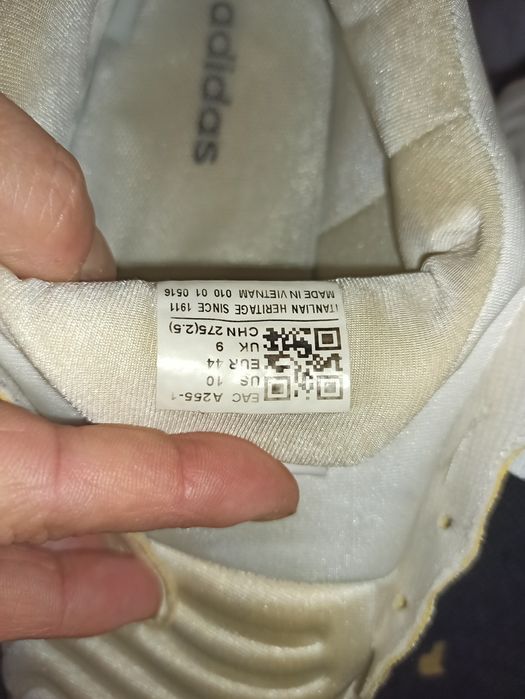 adidas
ITANLIAN HERITAGE SINCE 1911
MADE IN VIETNAM 010 01 0516
EAC A255-1
US 10
EUR 44
UK 9
CHN 275(2.5)